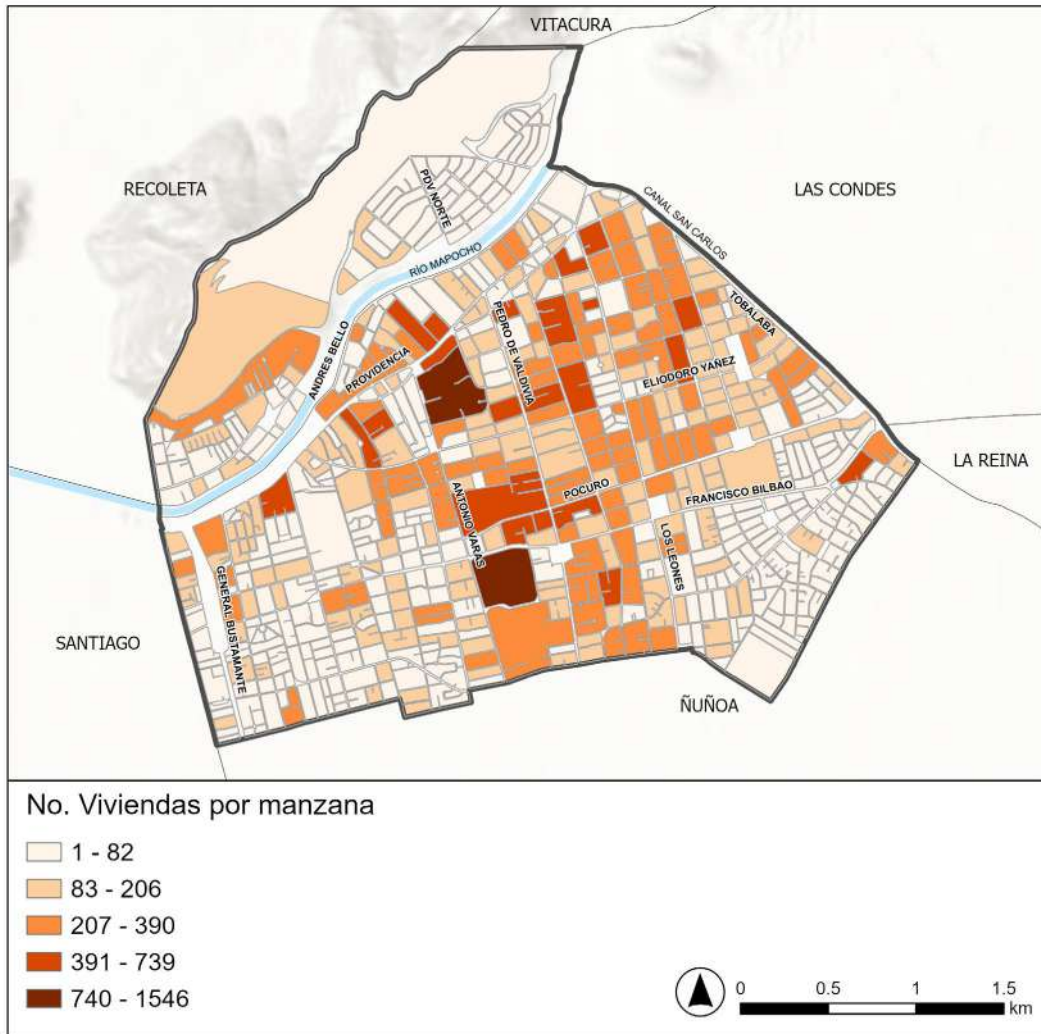 VITACURA
RECOLETA
LAS CONDES
PDV NORTE
CANAL SAN CARLOS
RÍO MAPOCHO
TOBALABA
PEDRO DE VALDIVIA
ANDRES BELLO
PROVIDENCIA
ELIODORO YAÑEZ
LA REINA
POCURO
FRANCISCO BILBAO
ANTONIO VARAS
LOS LEONES
GENERAL BUSTAMANTE
SANTIAGO
ÑUÑOA
No. Viviendas por manzana
1 - 82
83 - 206
207 - 390
391 - 739
740 - 1546
0 0.5 1 1.5
km